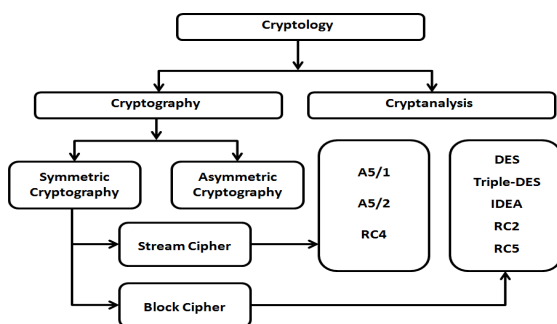 Cryptology
Cryptography
Cryptanalysis
Symmetric
Cryptography
Asymmetric
Cryptography
Stream Cipher
Block Cipher
A5/1
A5/2
RC4
DES
Triple-DES
IDEA
RC2
RC5